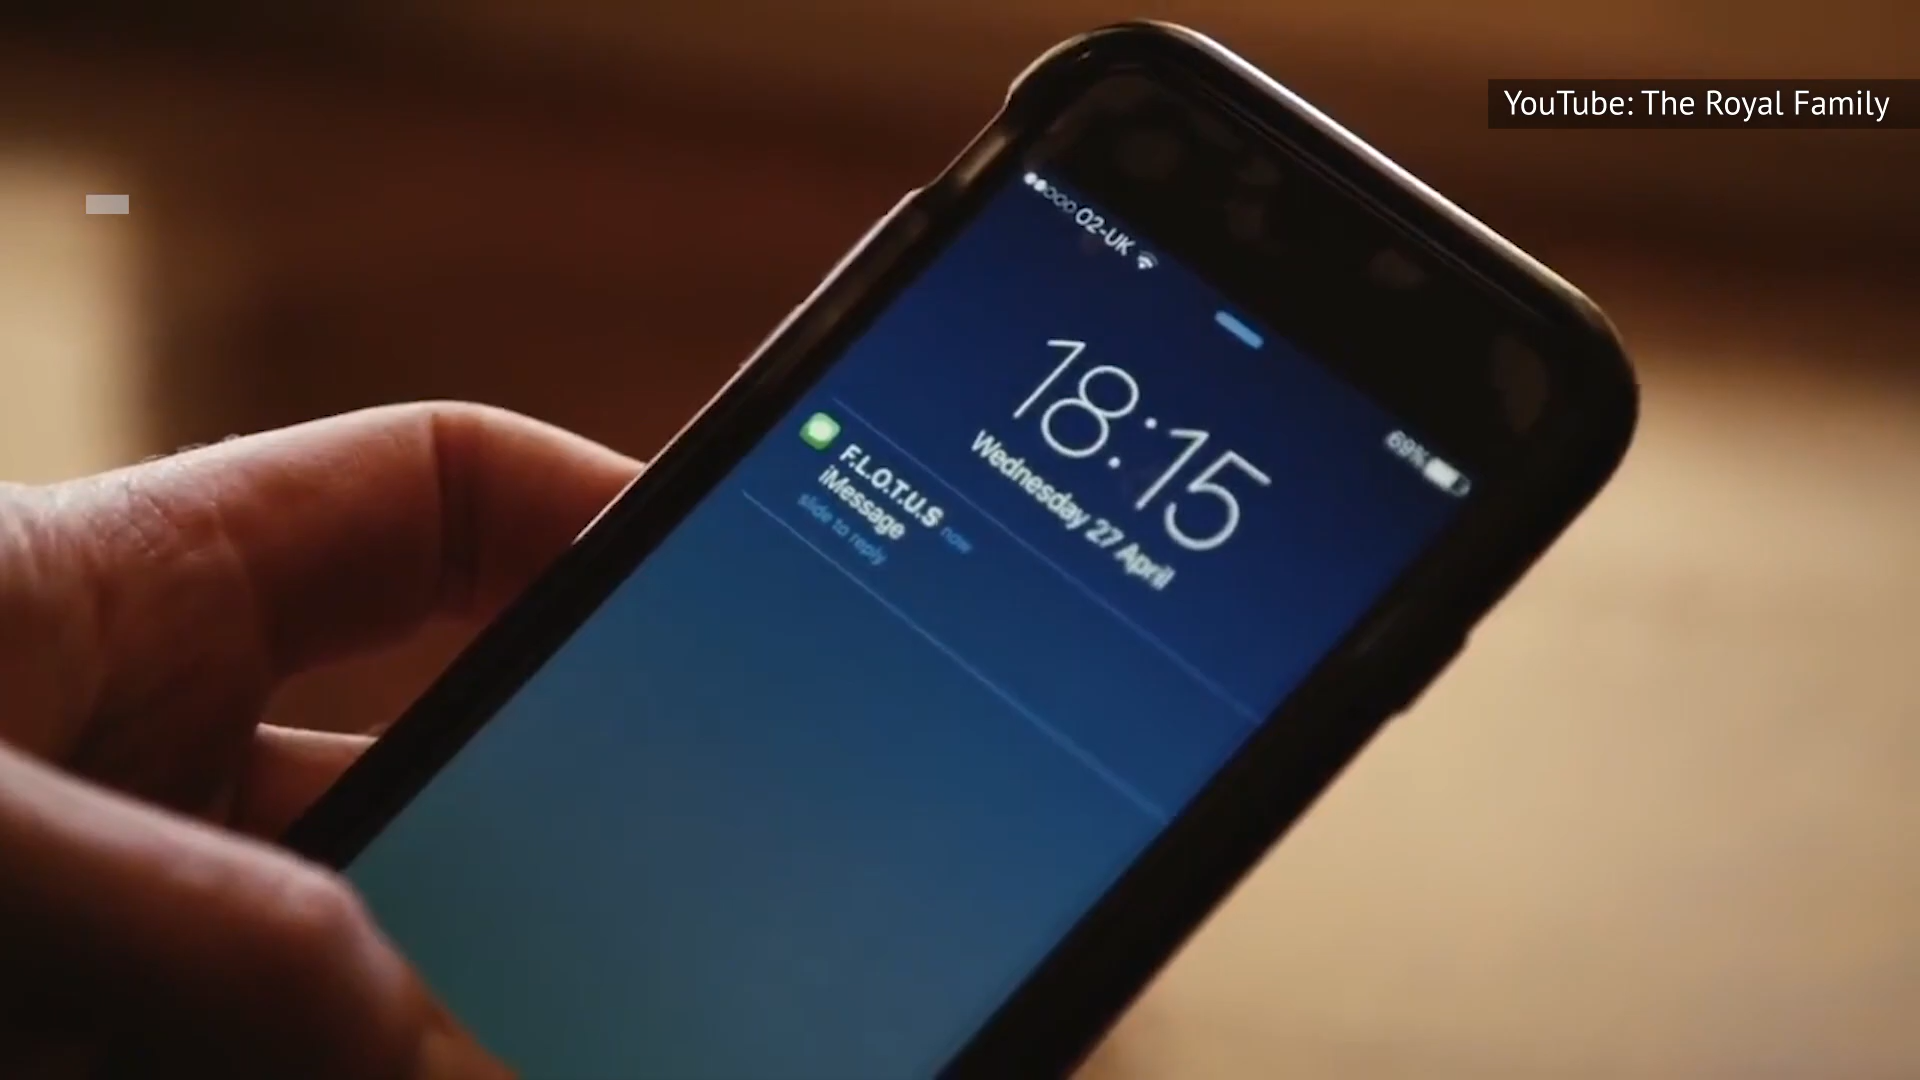 YouTube: The Royal Family
O2-UK
69%
18:15
Wednesday 27 April
F.L.O.T.U.S now
iMessage
slide to reply